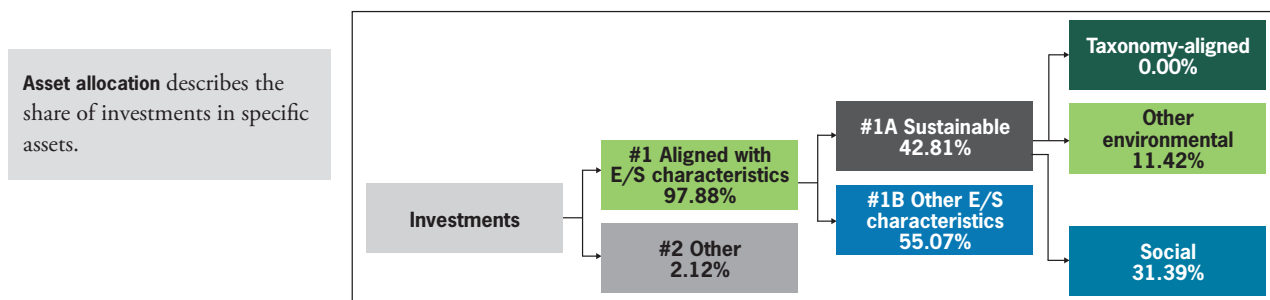 Asset allocation describes the
share of investments in specific
assets.
Investments
#1 Aligned with
E/S characteristics
97.88%
#2 Other
2.12%
#1A Sustainable
42.81%
#1B Other E/S
characteristics
55.07%
Taxonomy-aligned
0.00%
Other
environmental
11.42%
Social
31.39%